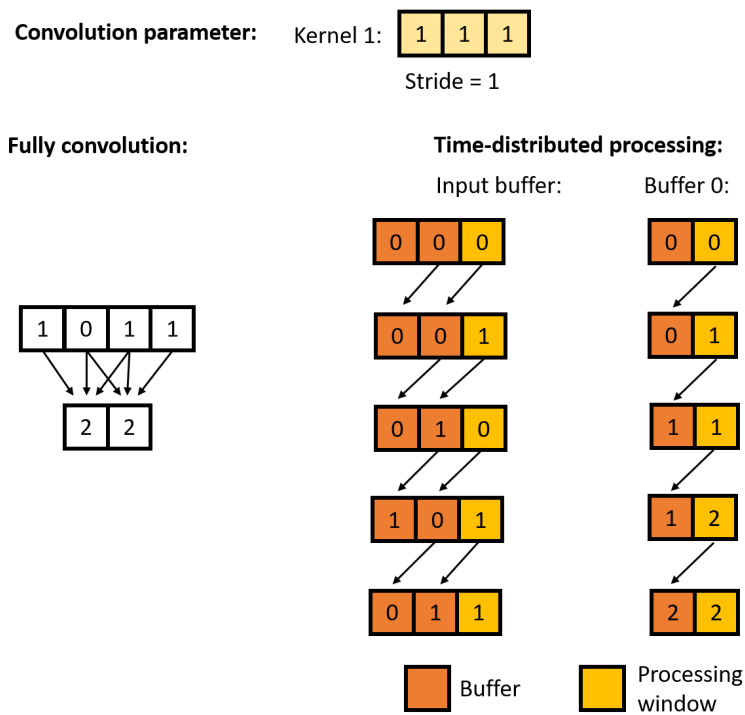 Convolution parameter: Kernel 1: 1 1 1
Stride = 1
Fully convolution: Time-distributed processing:
Input buffer: Buffer 0:
0 0 0 0 0
1 0 1 1
0 0 1 0 1
2 2
0 1 0 1 1
1 0 1 1 2
0 1 1 2 2
Buffer
Processing
window